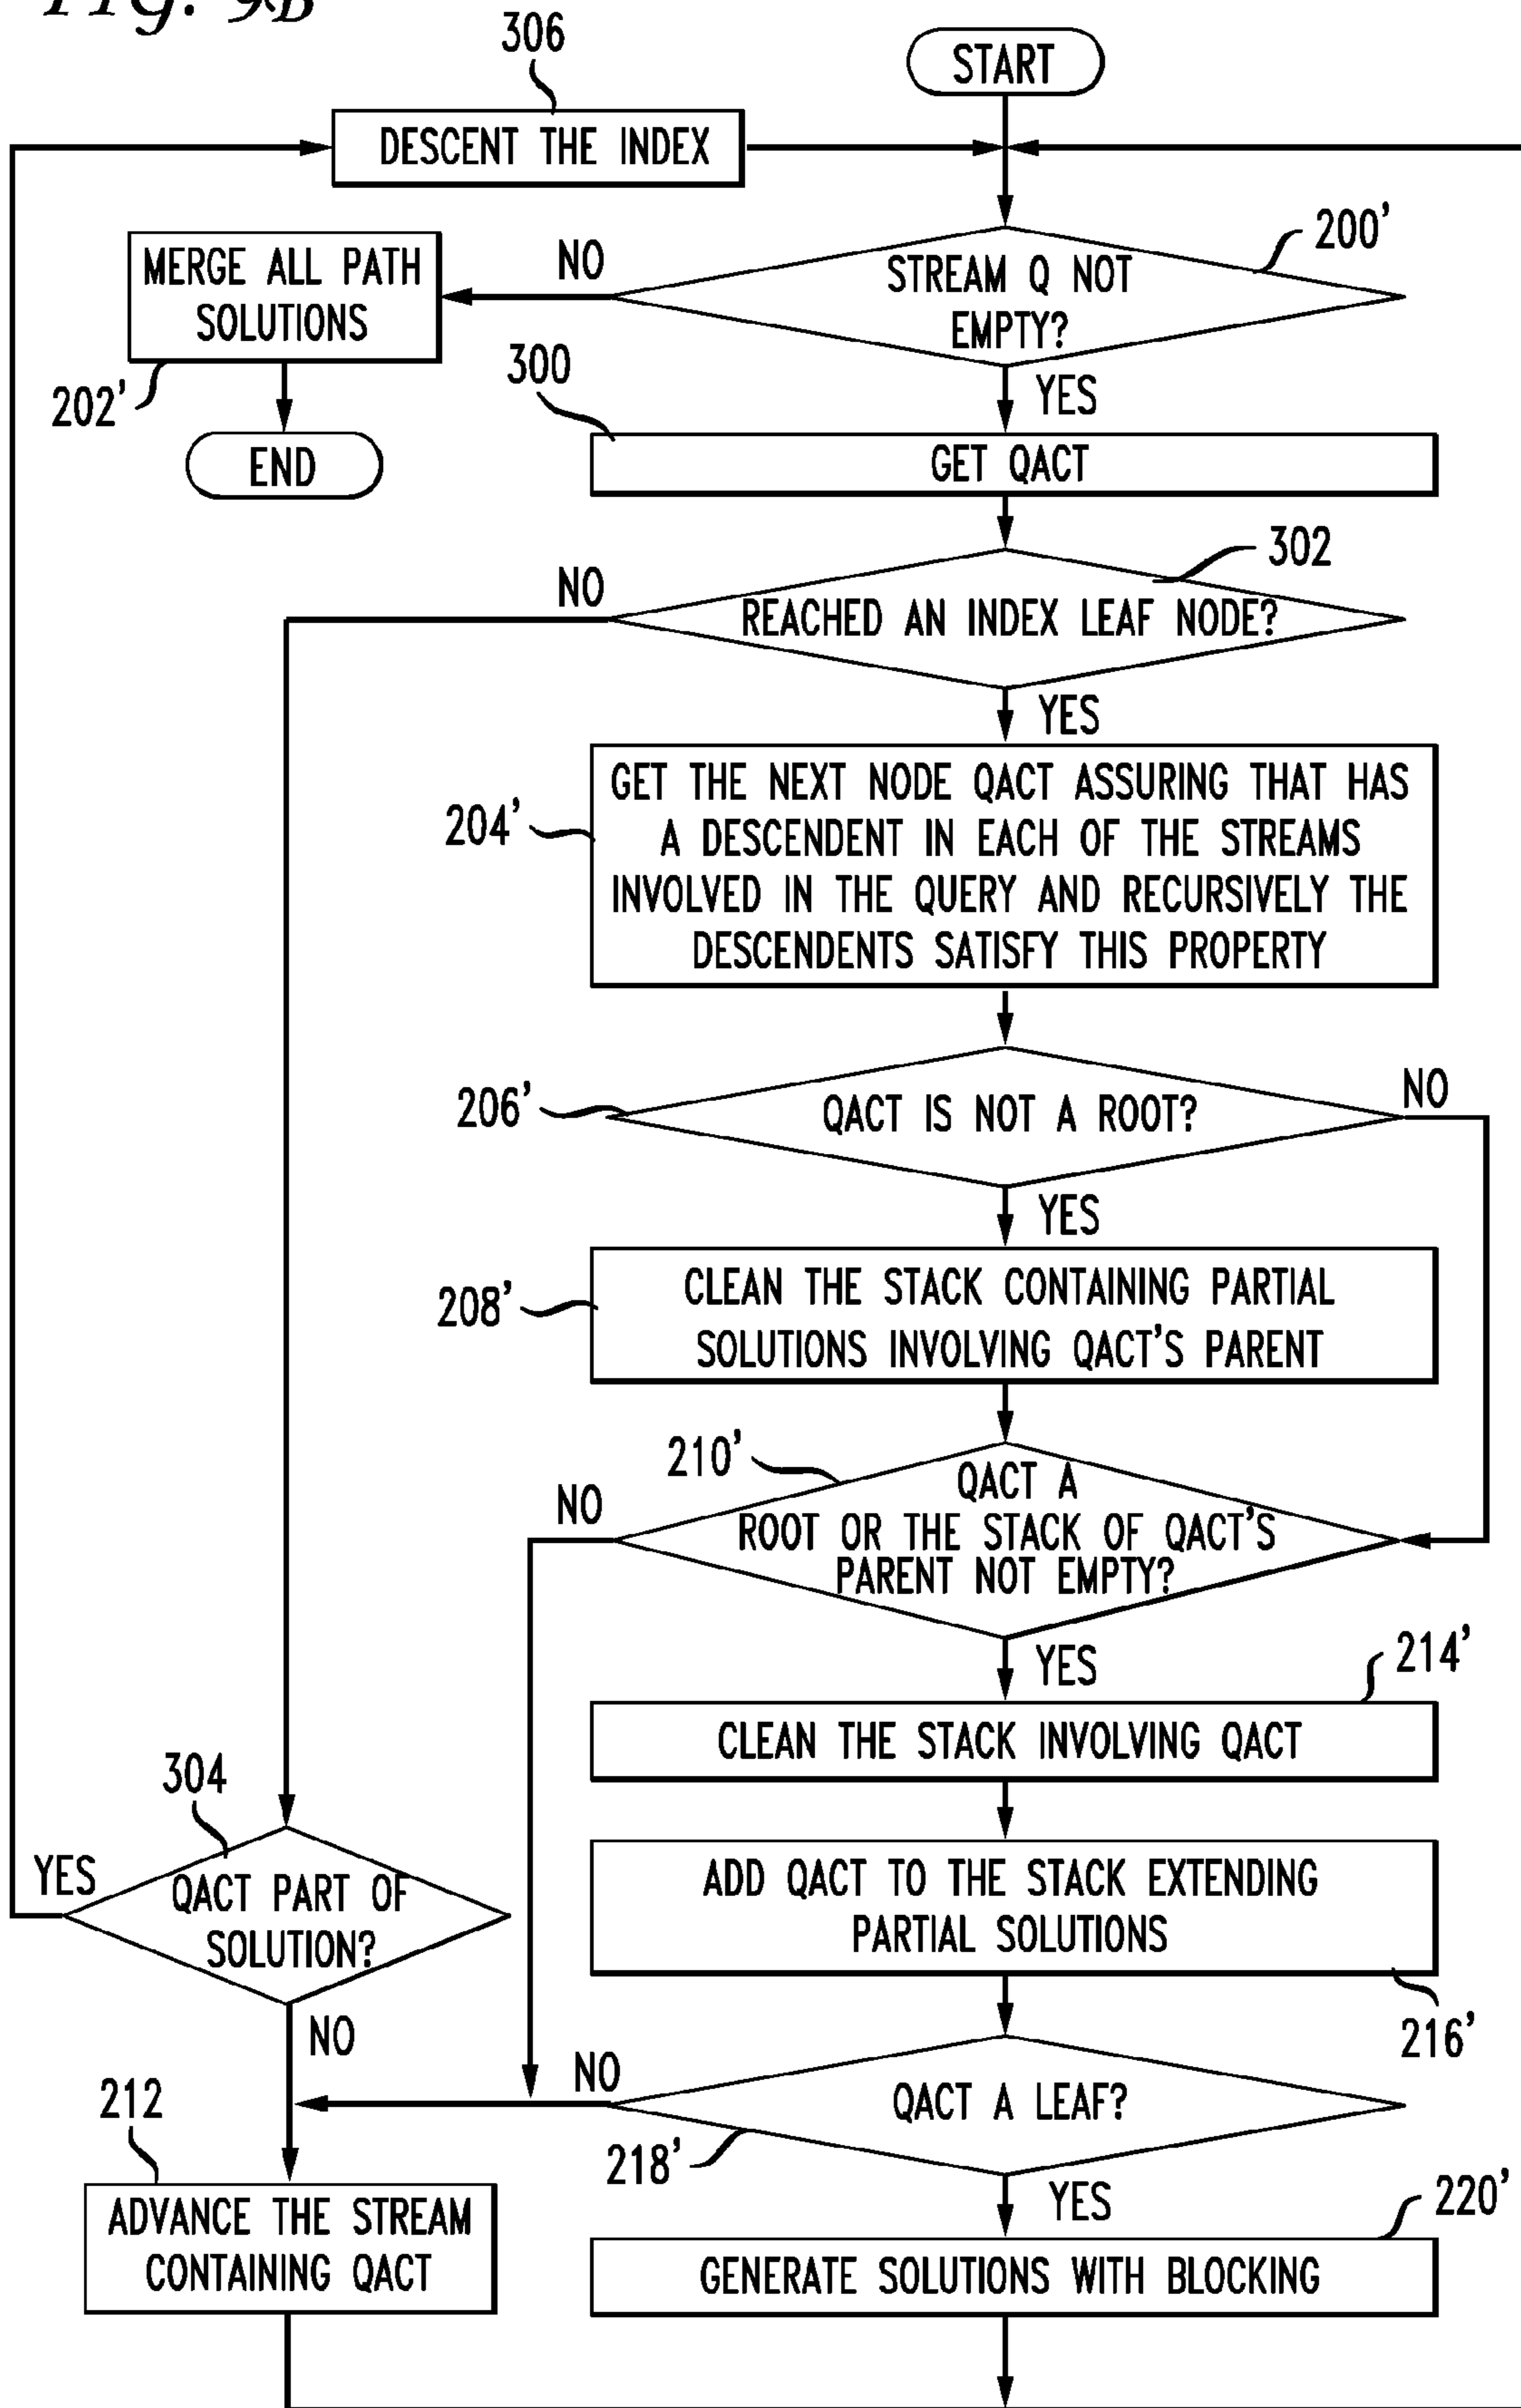 FIG. 9B
306
START
DESCENT THE INDEX
200'
STREAM Q NOT
EMPTY?
NO
MERGE ALL PATH
SOLUTIONS
202'
END
300
YES
GET QACT
302
NO
REACHED AN INDEX LEAF NODE?
YES
204'
GET THE NEXT NODE QACT ASSURING THAT HAS
A DESCENDENT IN EACH OF THE STREAMS
INVOLVED IN THE QUERY AND RECURSIVELY THE
DESCENDENTS SATISFY THIS PROPERTY
206'
QACT IS NOT A ROOT?
NO
YES
208'
CLEAN THE STACK CONTAINING PARTIAL
SOLUTIONS INVOLVING QACT'S PARENT
210'
NO
QACT A
ROOT OR THE STACK OF QACT'S
PARENT NOT EMPTY?
YES
214'
CLEAN THE STACK INVOLVING QACT
304
YES
QACT PART OF
SOLUTION?
NO
ADD QACT TO THE STACK EXTENDING
PARTIAL SOLUTIONS
216'
NO
QACT A LEAF?
218'
YES
212
ADVANCE THE STREAM
CONTAINING QACT
220'
GENERATE SOLUTIONS WITH BLOCKING